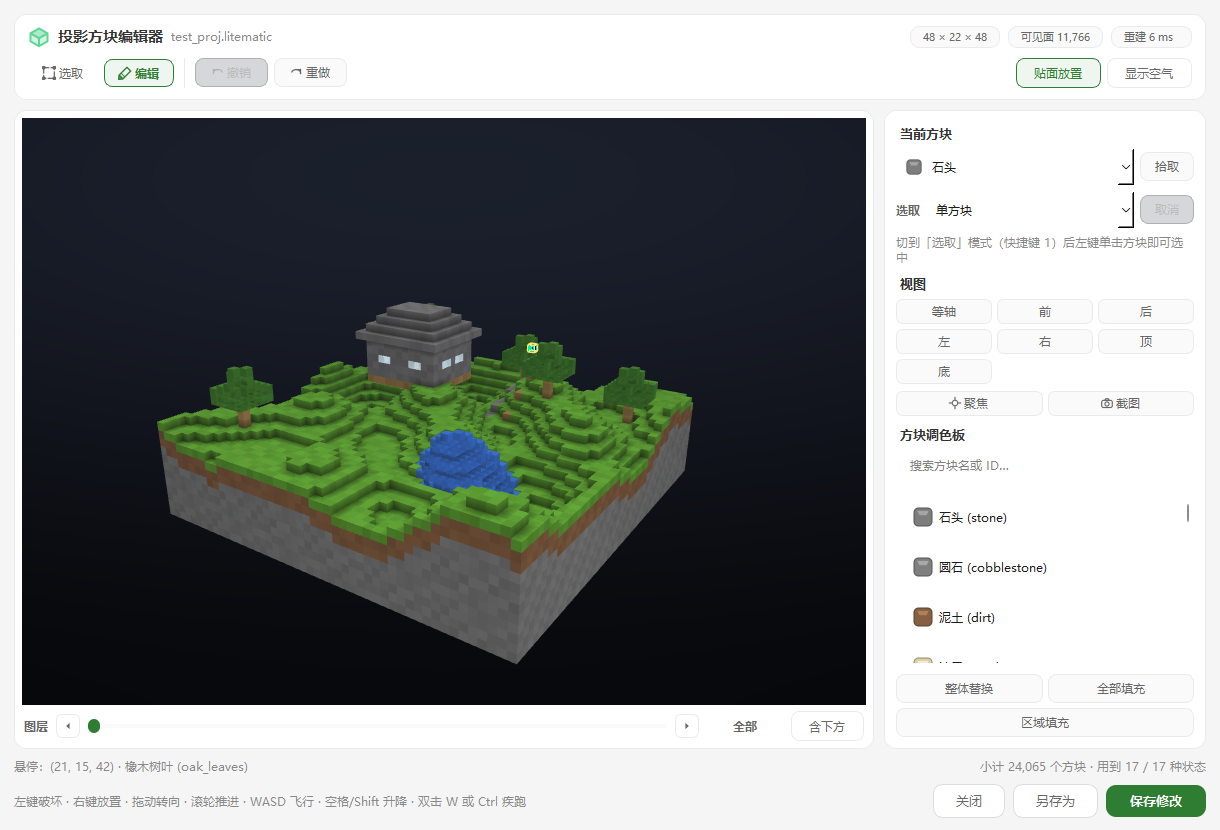 投影方块编辑器 test_proj.litematic 48 × 22 × 48 可见面 11,766 重建 6 ms
选取 编辑 撤销 重做 贴面放置 显示空气
当前方块
石头 拾取
选取 单方块 取消
切到「选取」模式（快捷键 1）后左键单击方块即可选
中
视图
等轴 前 后
左 右 顶
底
聚焦 截图
方块调色板
搜索方块名或 ID...
石头 (stone)
圆石 (cobblestone)
泥土 (dirt)
整体替换 全部填充
区域填充
图层 全部 含下方
悬停: (21, 15, 42) · 橡木树叶 (oak_leaves) 小计 24,065 个方块 · 用到 17 / 17 种状态
左键破坏 · 右键放置 · 拖动转向 · 滚轮推进 · WASD 飞行 · 空格/Shift 升降 · 双击 W 或 Ctrl 疾跑 关闭 另存为 保存修改